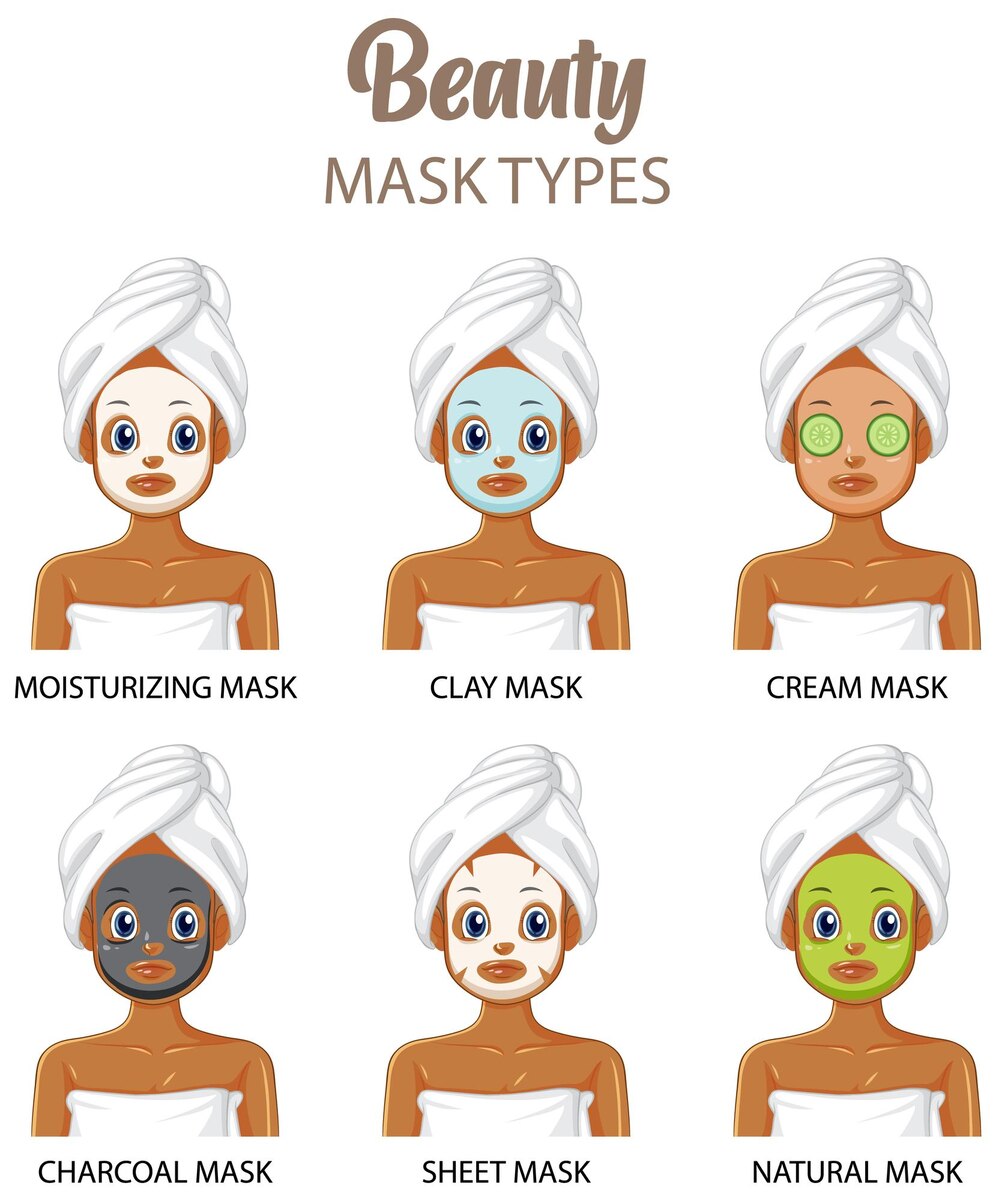 Beauty
MASK TYPES
MOISTURIZING MASK
CLAY MASK
CREAM MASK
CHARCOAL MASK
SHEET MASK
NATURAL MASK